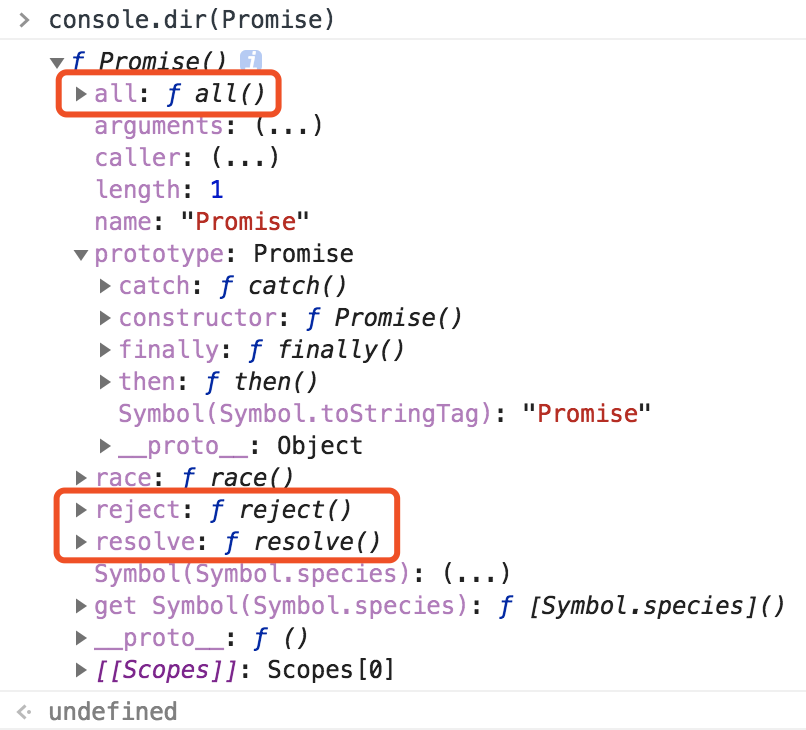 > console.dir(Promise)
▼ƒ Promise() i
▶all: ƒ all()
arguments: (...)
caller: (...)
length: 1
name: "Promise"
▼prototype: Promise
▶catch: ƒ catch()
▶constructor: ƒ Promise()
▶finally: ƒ finally()
▶then: ƒ then()
Symbol(Symbol.toStringTag): "Promise"
▶__proto__: Object
▶race: ƒ race()
▶reject: ƒ reject()
▶resolve: ƒ resolve()
Symbol(Symbol.species): (...)
▶get Symbol(Symbol.species): ƒ [Symbol.species]()
▶__proto__: ƒ ()
▶[[Scopes]]: Scopes[0]
undefined